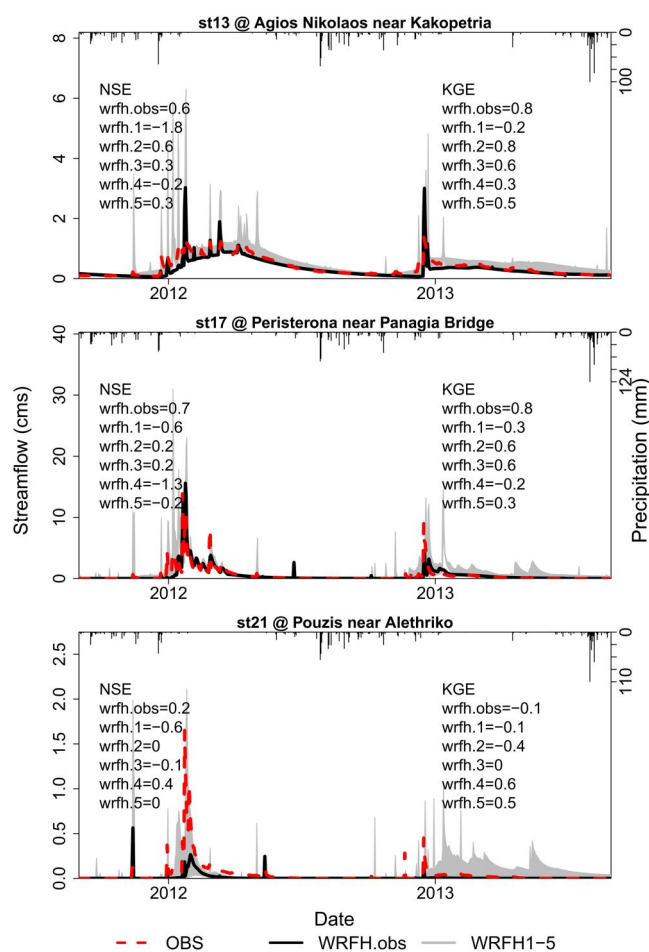 st13 @ Agios Nikolaos near Kakopetria
8
6
4
2
0
0
100
NSE
wrfh.obs=0.6
wrfh.1=−1.8
wrfh.2=0.6
wrfh.3=0.3
wrfh.4=−0.2
wrfh.5=0.3
KGE
wrfh.obs=0.8
wrfh.1=−0.2
wrfh.2=0.8
wrfh.3=0.6
wrfh.4=0.3
wrfh.5=0.5
2012 2013
st17 @ Peristerona near Panagia Bridge
40
30
20
10
0
0
124
NSE
wrfh.obs=0.7
wrfh.1=−0.6
wrfh.2=0.2
wrfh.3=0.2
wrfh.4=−1.3
wrfh.5=−0.2
KGE
wrfh.obs=0.8
wrfh.1=−0.3
wrfh.2=0.6
wrfh.3=0.6
wrfh.4=−0.2
wrfh.5=0.3
Streamflow (cms)
Precipitation (mm)
2012 2013
st21 @ Pouzis near Alethriko
2.5
2.0
1.5
1.0
0.5
0.0
0
110
NSE
wrfh.obs=0.2
wrfh.1=−0.6
wrfh.2=0
wrfh.3=−0.1
wrfh.4=0.4
wrfh.5=0
KGE
wrfh.obs=−0.1
wrfh.1=−0.1
wrfh.2=−0.4
wrfh.3=0
wrfh.4=0.6
wrfh.5=0.5
2012 2013
Date
OBS WRFH.obs WRFH1−5